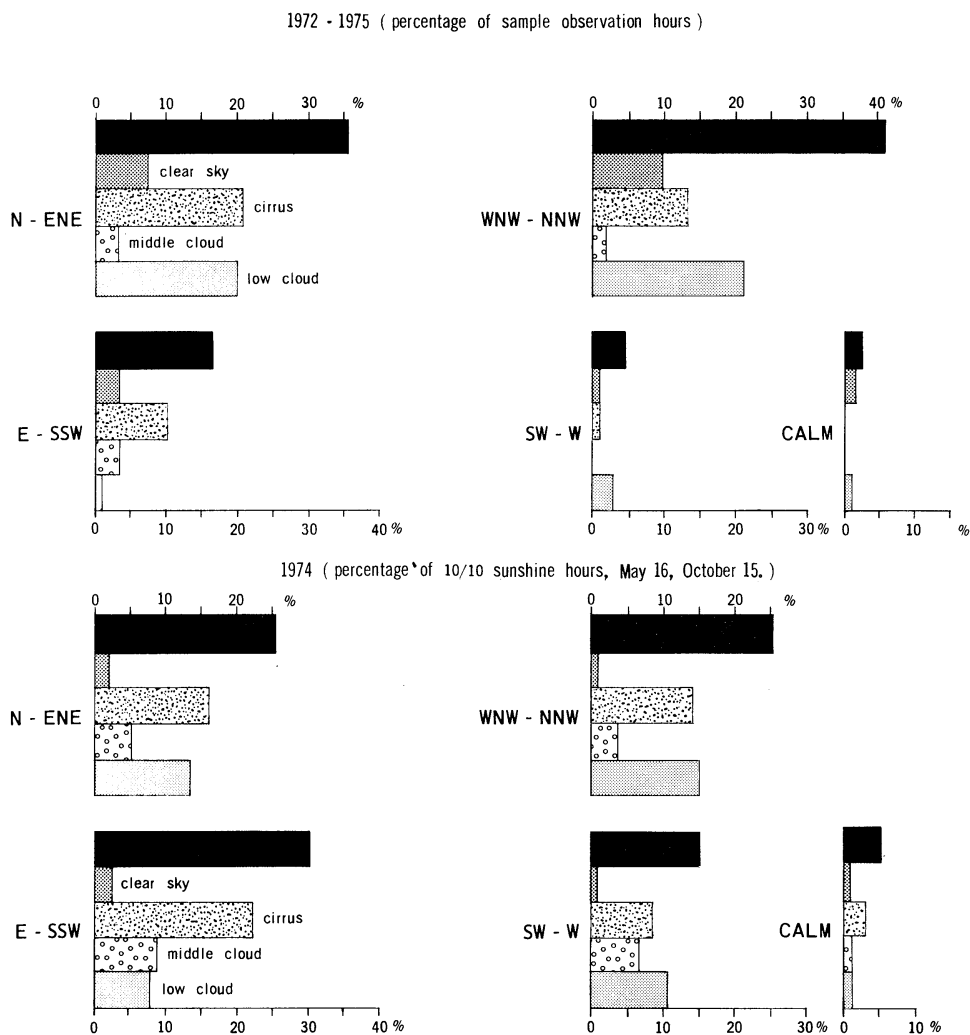 1972 - 1975 ( percentage of sample observation hours )
0 10 20 30 %
0 10 20 30 40 %
clear sky
N - ENE
cirrus
WNW - NNW
middle cloud
low cloud
E - SSW
SW - W
CALM
0 10 20 30 40 %
0 10 20 30 %
0 10 %
1974 ( percentage of 10/10 sunshine hours, May 16, October 15. )
0 10 20 %
0 10 20 %
N - ENE
WNW - NNW
clear sky
E - SSW
cirrus
SW - W
CALM
middle cloud
low cloud
0 10 20 30 40 %
0 10 20 30 %
0 10 %